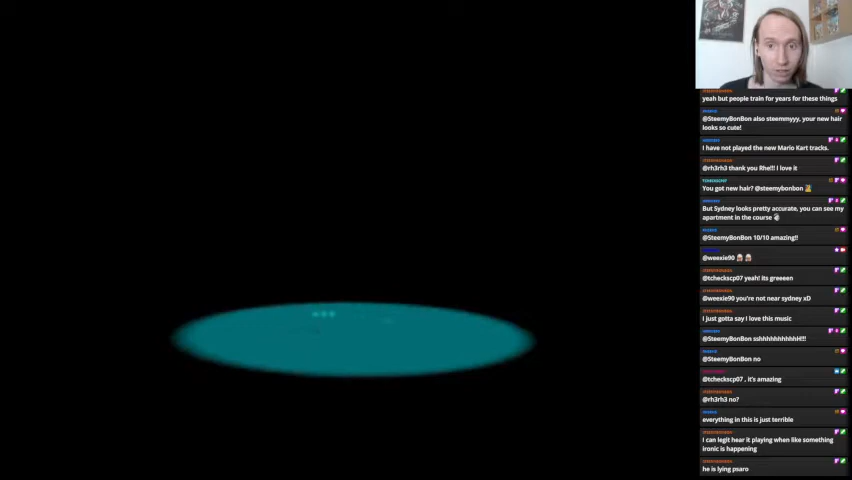 yeah but people train for years for these things
@SteemyBonBon also steemmyyy, your new hair
looks so cute!
I have not played the new Mario Kart tracks.
@rh3rh3 thank you Rhe!!! I love it
You got new hair? @steemybonbon
But Sydney looks pretty accurate, you can see my
apartment in the course
@SteemyBonBon 10/10 amazing!!
@weexie90
@tcheckscp07 yeah! its greeeen
@weexie90 you're not near sydney xD
I just gotta say I love this music
@SteemyBonBon sshhhhhhhhhH!!!
@SteemyBonBon no
@tcheckscp07 , it's amazing
@rh3rh3 no?
everything in this is just terrible
I can legit hear it playing when like something
ironic is happening
he is lying psaro